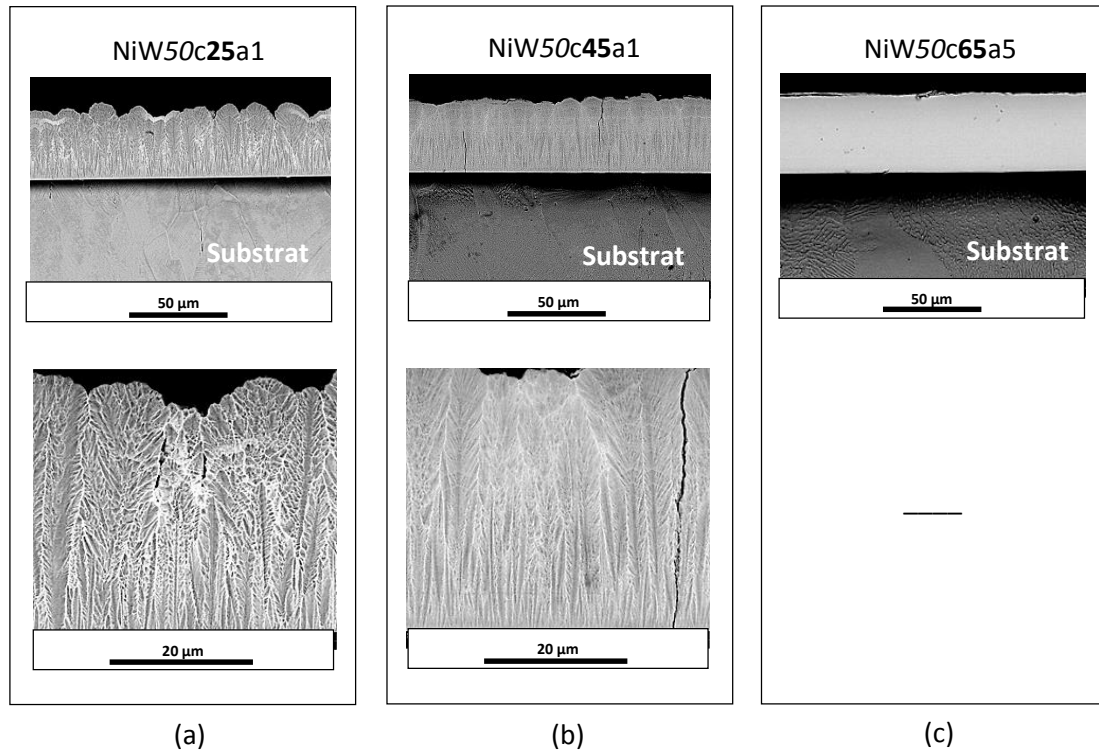 NiW50c25a1
Substrat
50 µm
20 µm
(a)
NiW50c45a1
Substrat
50 µm
20 µm
(b)
NiW50c65a5
Substrat
50 µm
(c)